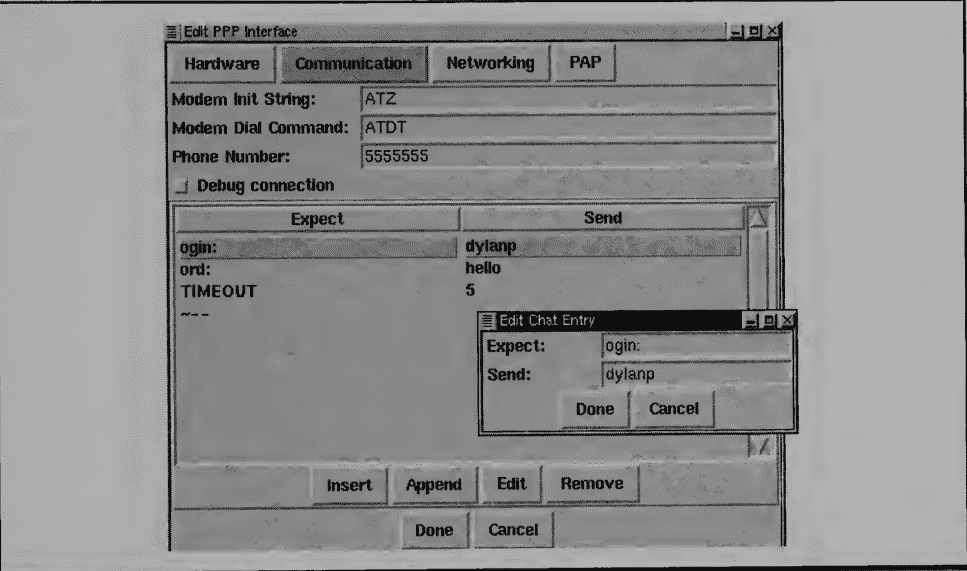 Edit PPP Interface
Hardware Communication Networking PAP
Modem Init String: ATZ
Modem Dial Command: ATDT
Phone Number: 5555555
Debug connection
Expect Send
ogin: dylanp
ord: hello
TIMEOUT 5
~--
Edit Chat Entry
Expect: ogin:
Send: dylanp
Done Cancel
Insert Append Edit Remove
Done Cancel